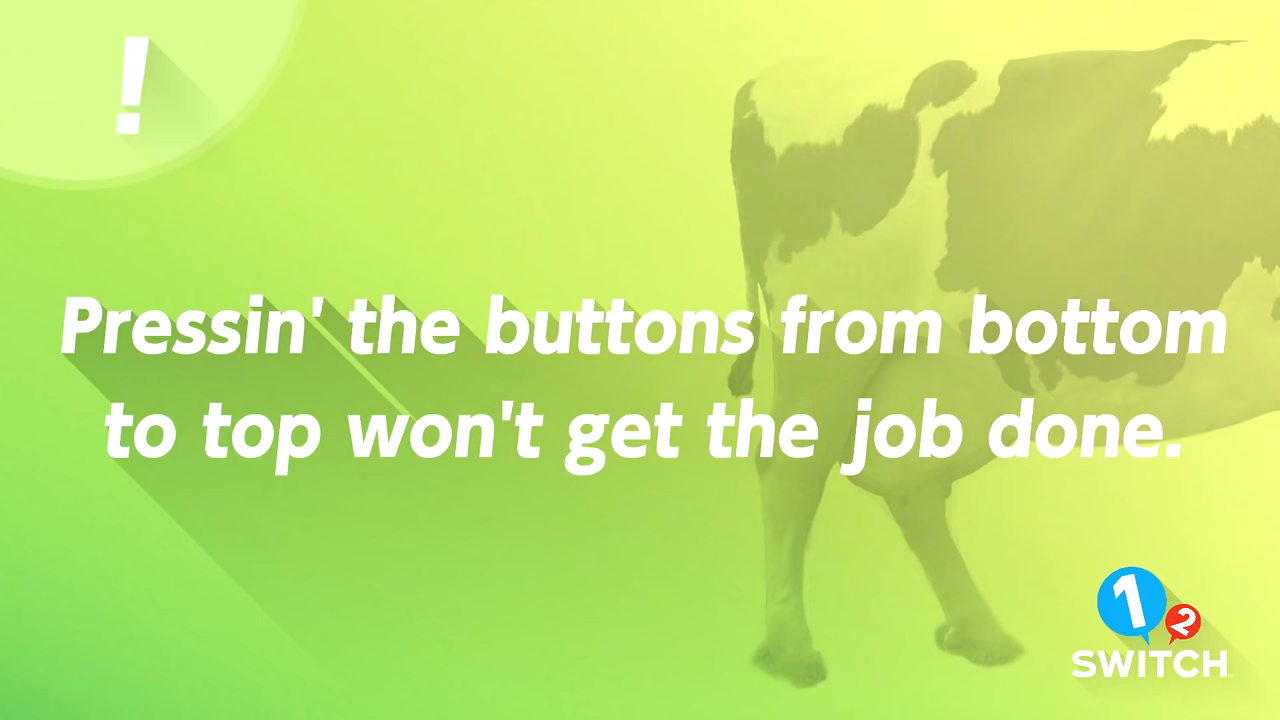 !
Pressin' the buttons from bottom
to top won't get the job done.
1
2
SWITCH